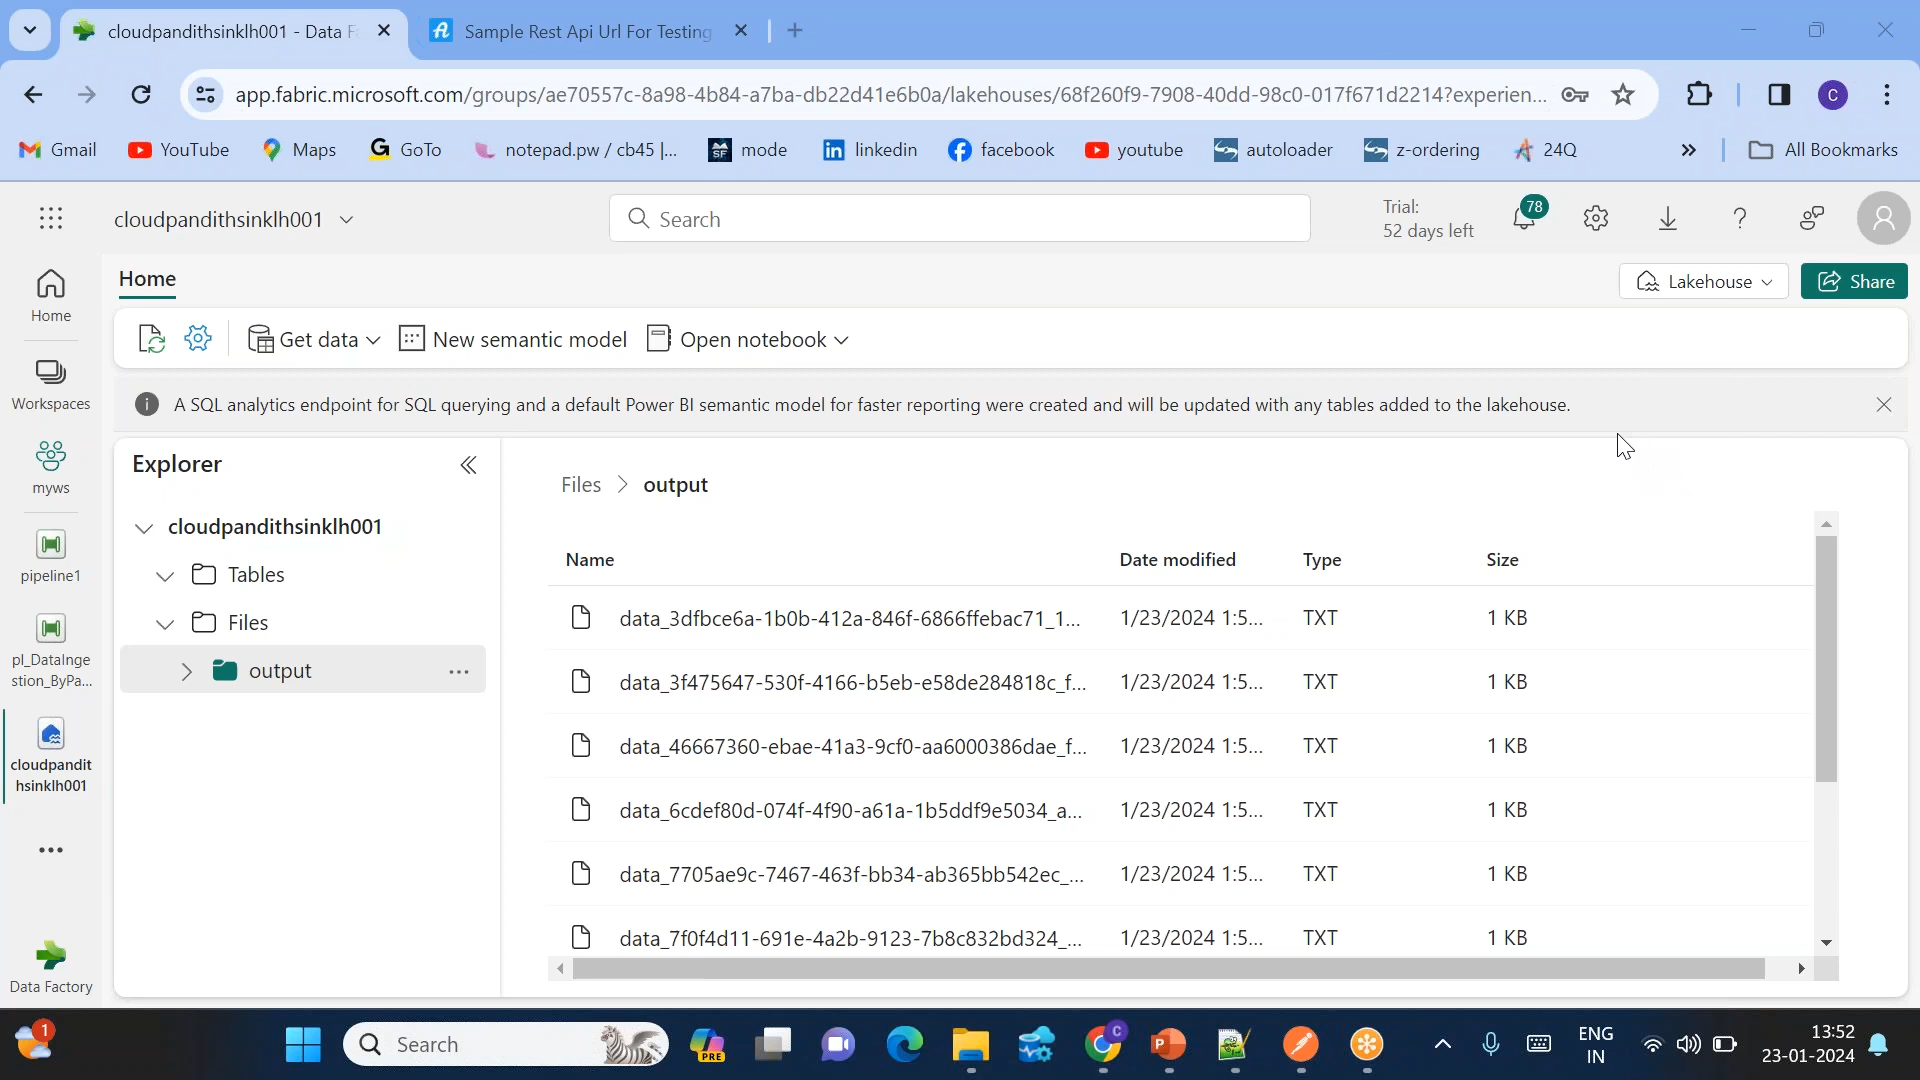 cloudpandithsinklh001 - Data F
Sample Rest Api Url For Testing
app.fabric.microsoft.com/groups/ae70557c-8a98-4b84-a7ba-db22d41e6b0a/lakehouses/68f260f9-7908-40dd-98c0-017f671d2214?experien...
C
Gmail
YouTube
Maps
GoTo
notepad.pw / cb45 |...
mode
linkedin
facebook
youtube
autoloader
z-ordering
24Q
All Bookmarks
cloudpandithsinklh001
Search
Trial:
52 days left
78
Home
Lakehouse
Share
Get data
New semantic model
Open notebook
A SQL analytics endpoint for SQL querying and a default Power BI semantic model for faster reporting were created and will be updated with any tables added to the lakehouse.
Home
Workspaces
myws
pipeline1
pl_DataInge
stion_ByPa...
cloudpandit
hsinklh001
Data Factory
Explorer
cloudpandithsinklh001
Tables
Files
output
Files > output
Name Date modified Type Size
data_3dfbce6a-1b0b-412a-846f-6866ffebac71_1... 1/23/2024 1:5... TXT 1 KB
data_3f475647-530f-4166-b5eb-e58de284818c_f... 1/23/2024 1:5... TXT 1 KB
data_46667360-ebae-41a3-9cf0-aa6000386dae_f... 1/23/2024 1:5... TXT 1 KB
data_6cdef80d-074f-4f90-a61a-1b5ddf9e5034_a... 1/23/2024 1:5... TXT 1 KB
data_7705ae9c-7467-463f-bb34-ab365bb542ec_... 1/23/2024 1:5... TXT 1 KB
data_7f0f4d11-691e-4a2b-9123-7b8c832bd324_... 1/23/2024 1:5... TXT 1 KB
1
Search
PRE
C
ENG
IN
13:52
23-01-2024